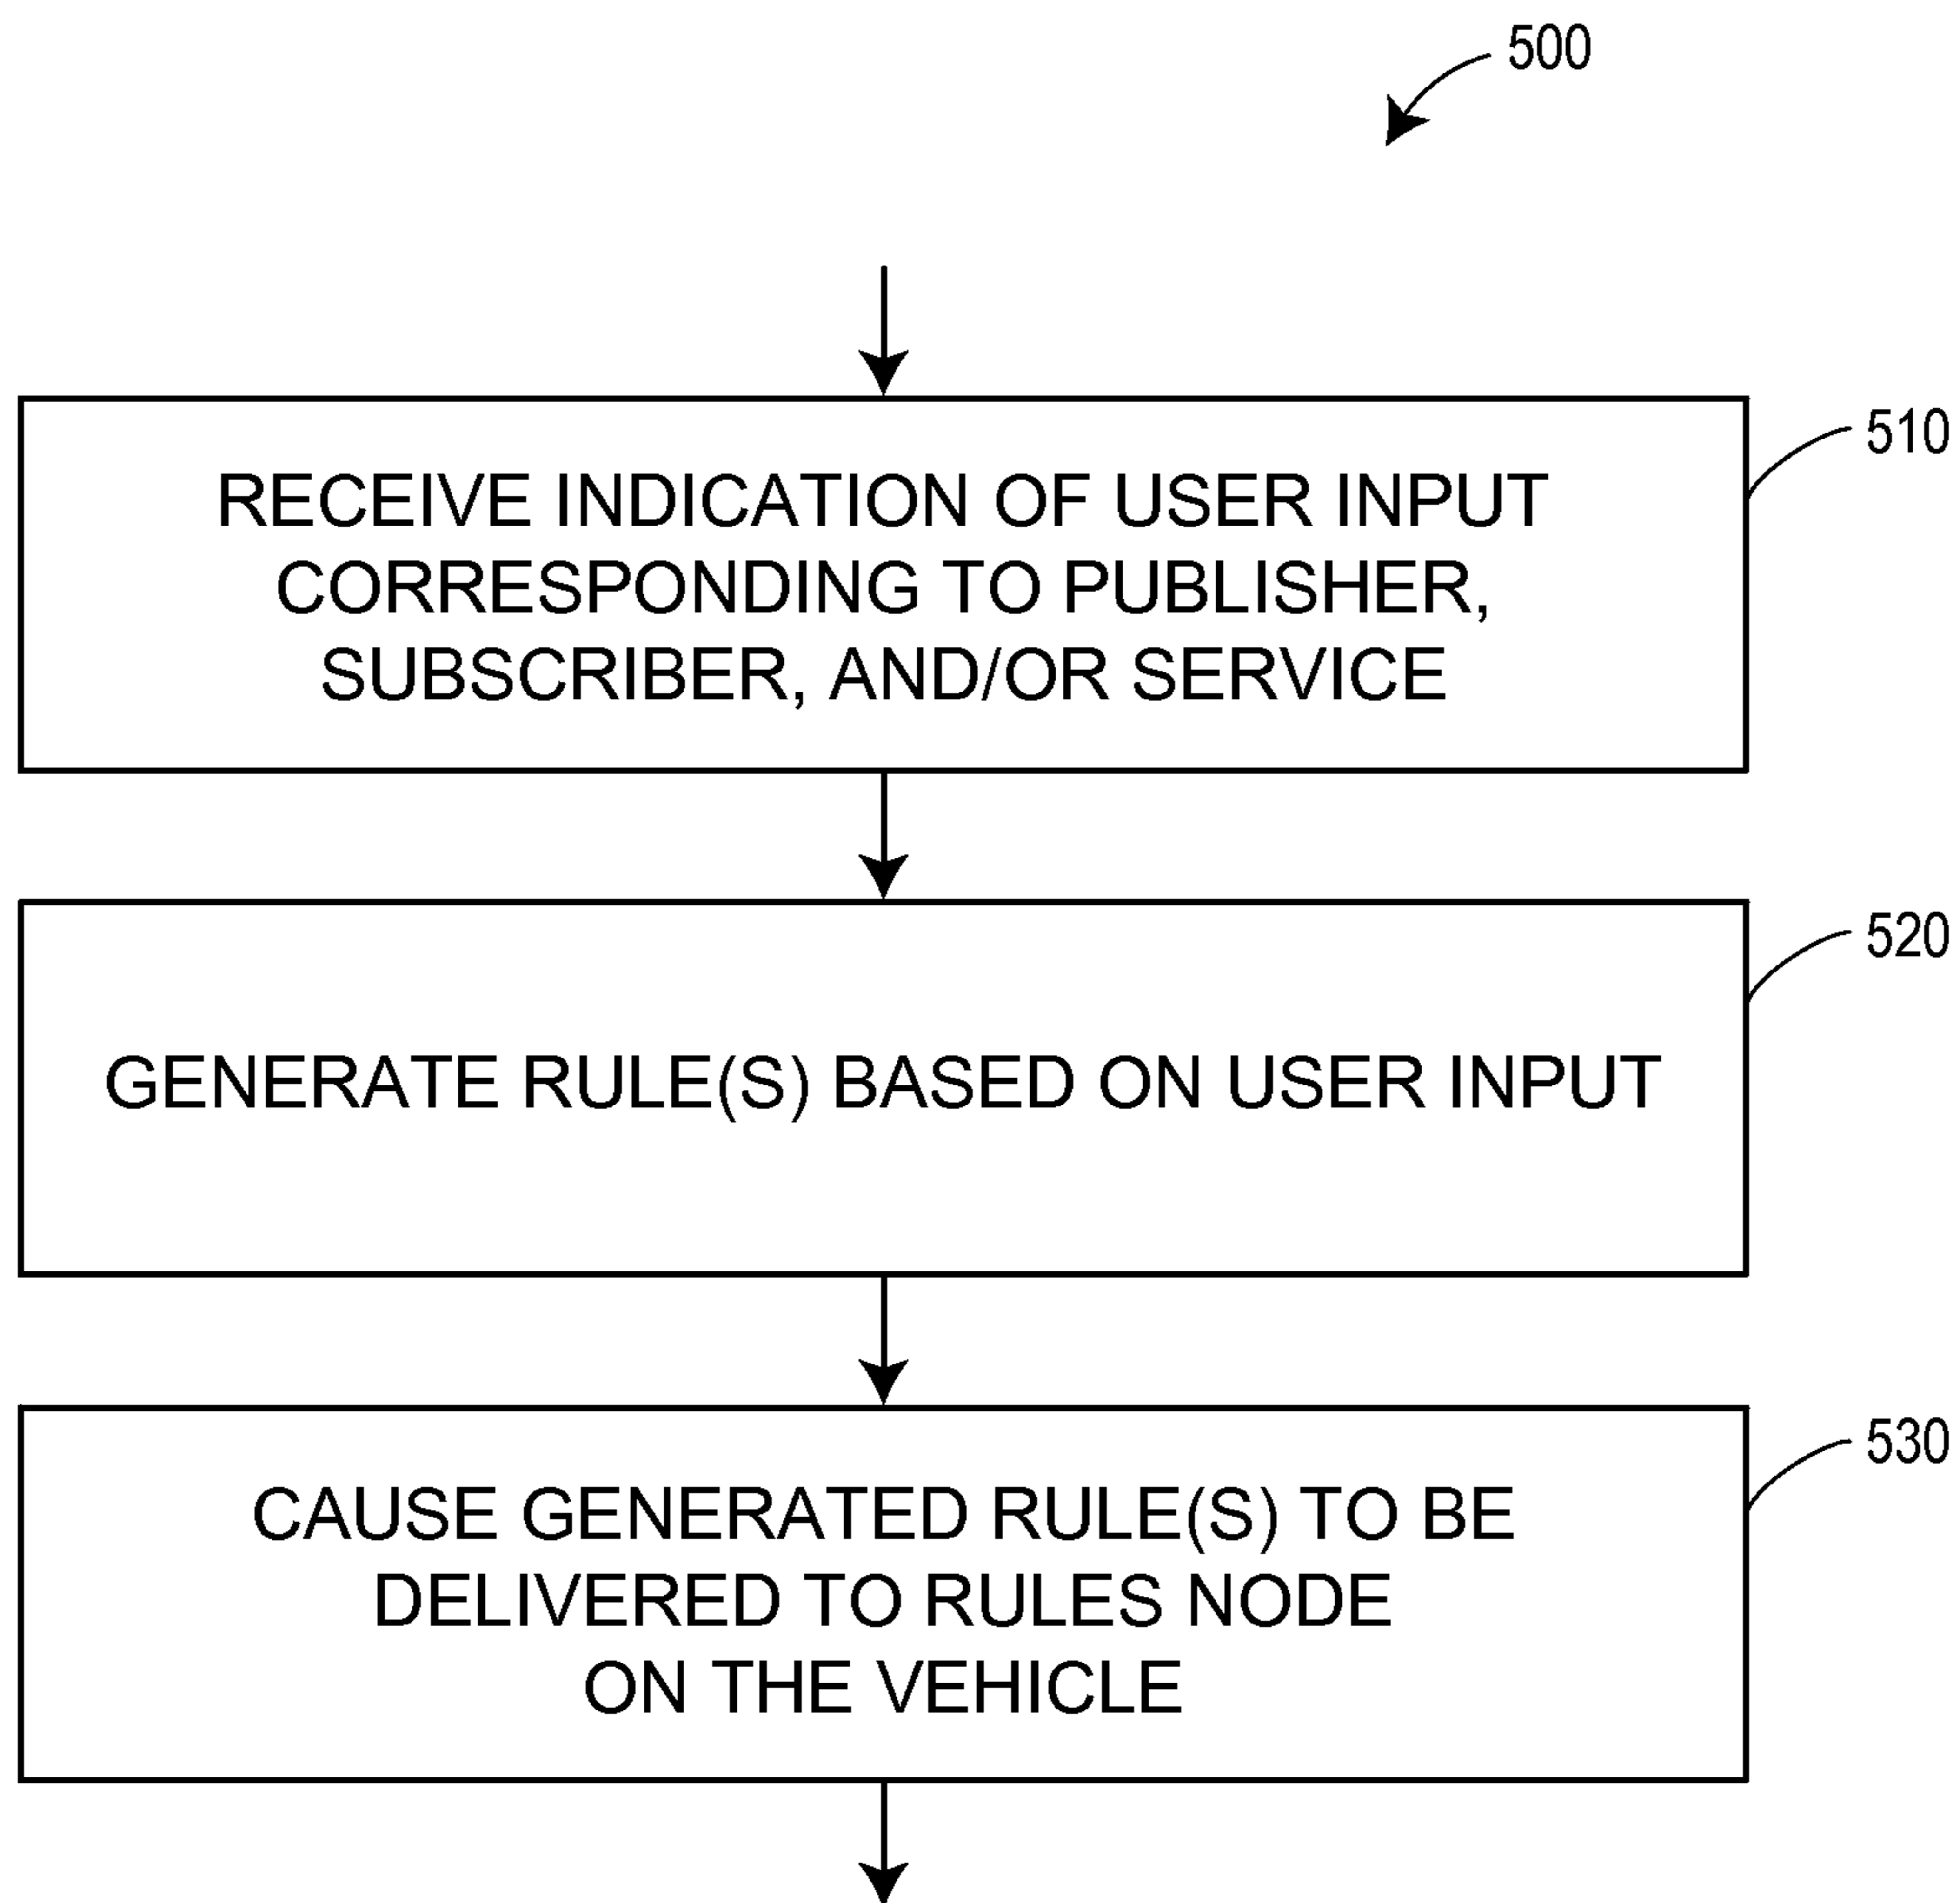 500
510
RECEIVE INDICATION OF USER INPUT
CORRESPONDING TO PUBLISHER,
SUBSCRIBER, AND/OR SERVICE
520
GENERATE RULE(S) BASED ON USER INPUT
530
CAUSE GENERATED RULE(S) TO BE
DELIVERED TO RULES NODE
ON THE VEHICLE